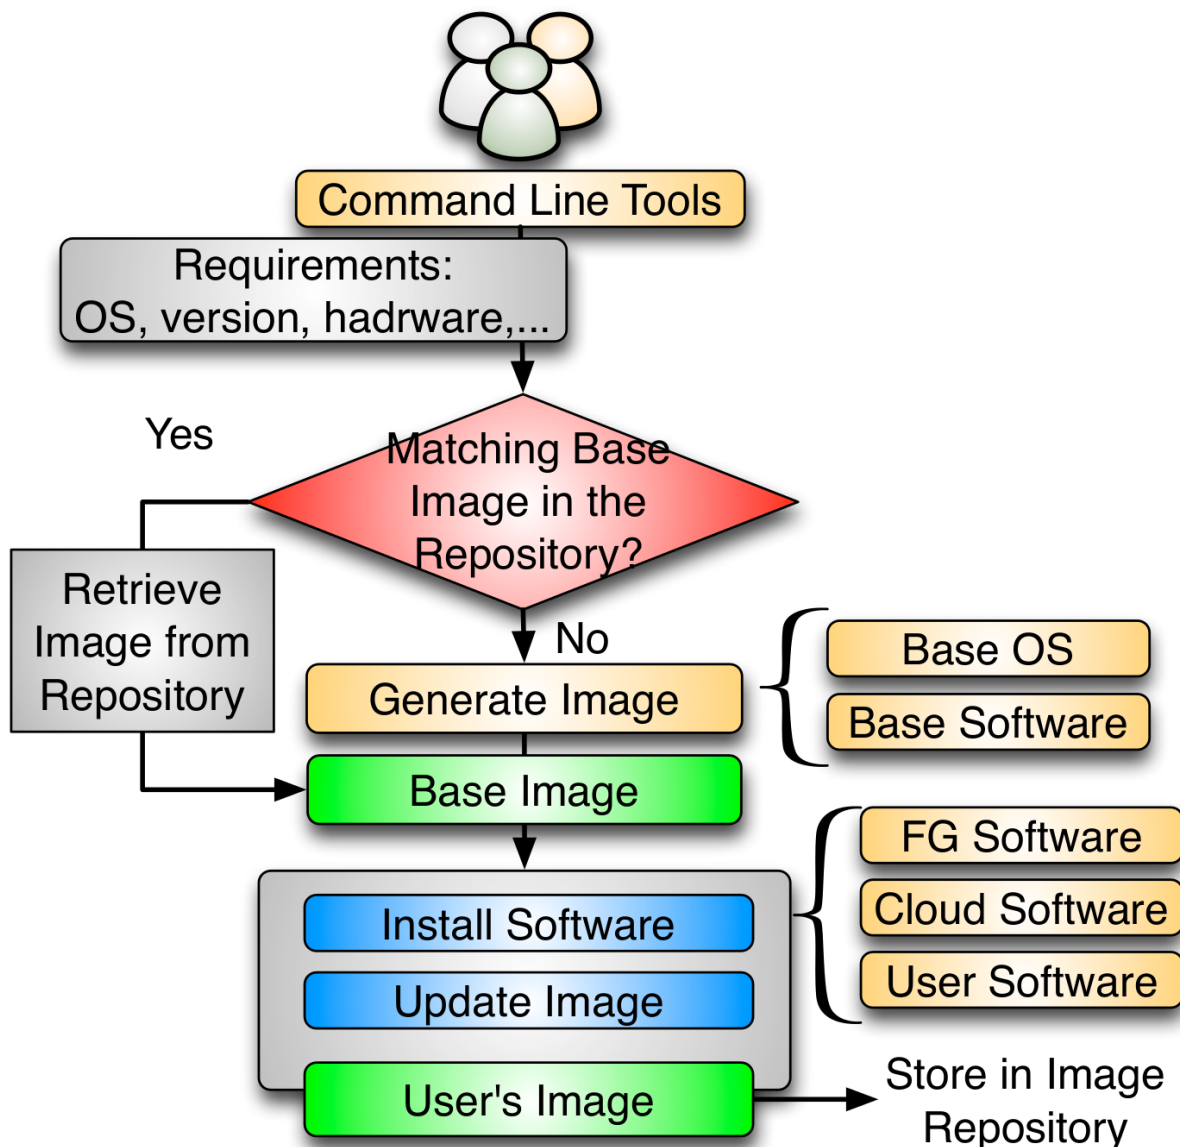 Command Line Tools
Requirements:
OS, version, hadrware,...
Yes
Matching Base
Image in the
Repository?
Retrieve
Image from
Repository
No
Generate Image
Base OS
Base Software
Base Image
FG Software
Cloud Software
User Software
Install Software
Update Image
User's Image
Store in Image
Repository